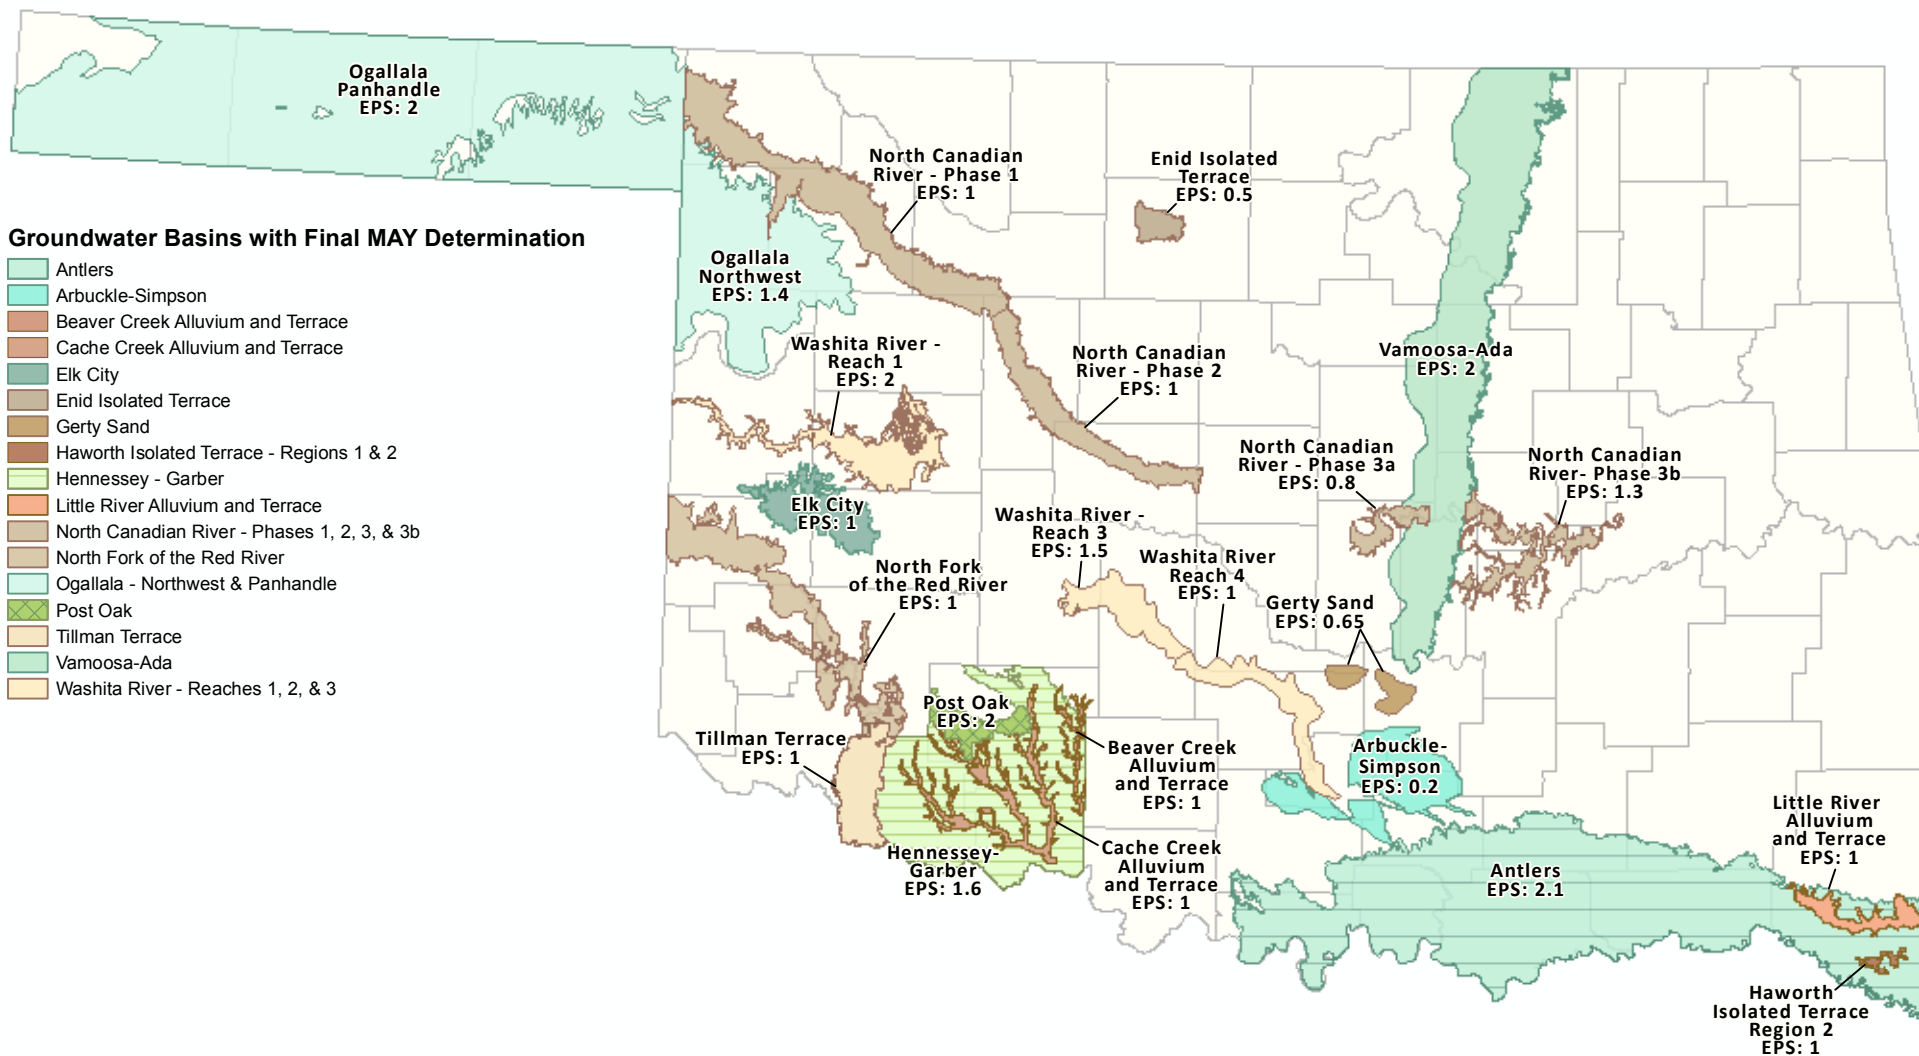 Ogallala
Panhandle
EPS: 2
North Canadian
River - Phase 1
EPS: 1
Enid Isolated
Terrace
EPS: 0.5
Groundwater Basins with Final MAY Determination
Antlers
Arbuckle-Simpson
Beaver Creek Alluvium and Terrace
Cache Creek Alluvium and Terrace
Elk City
Enid Isolated Terrace
Gerty Sand
Haworth Isolated Terrace - Regions 1 & 2
Hennessey - Garber
Little River Alluvium and Terrace
North Canadian River - Phases 1, 2, 3, & 3b
North Fork of the Red River
Ogallala - Northwest & Panhandle
Post Oak
Tillman Terrace
Vamoosa-Ada
Washita River - Reaches 1, 2, & 3
Ogallala
Northwest
EPS: 1.4
Washita River -
Reach 1
EPS: 2
North Canadian
River - Phase 2
EPS: 1
Vamoosa-Ada
EPS: 2
North Canadian
River - Phase 3a
EPS: 0.8
North Canadian
River- Phase 3b
EPS: 1.3
Elk City
EPS: 1
Washita River -
Reach 3
EPS: 1.5
Washita River
Reach 4
EPS: 1
North Fork
of the Red River
EPS: 1
Gerty Sand
EPS: 0.65
Post Oak
EPS: 2
Tillman Terrace
EPS: 1
Beaver Creek
Alluvium
and Terrace
EPS: 1
Arbuckle-
Simpson
EPS: 0.2
Hennessey-
Garber
EPS: 1.6
Cache Creek
Alluvium
and Terrace
EPS: 1
Antlers
EPS: 2.1
Little River
Alluvium
and Terrace
EPS: 1
Haworth
Isolated Terrace
Region 2
EPS: 1